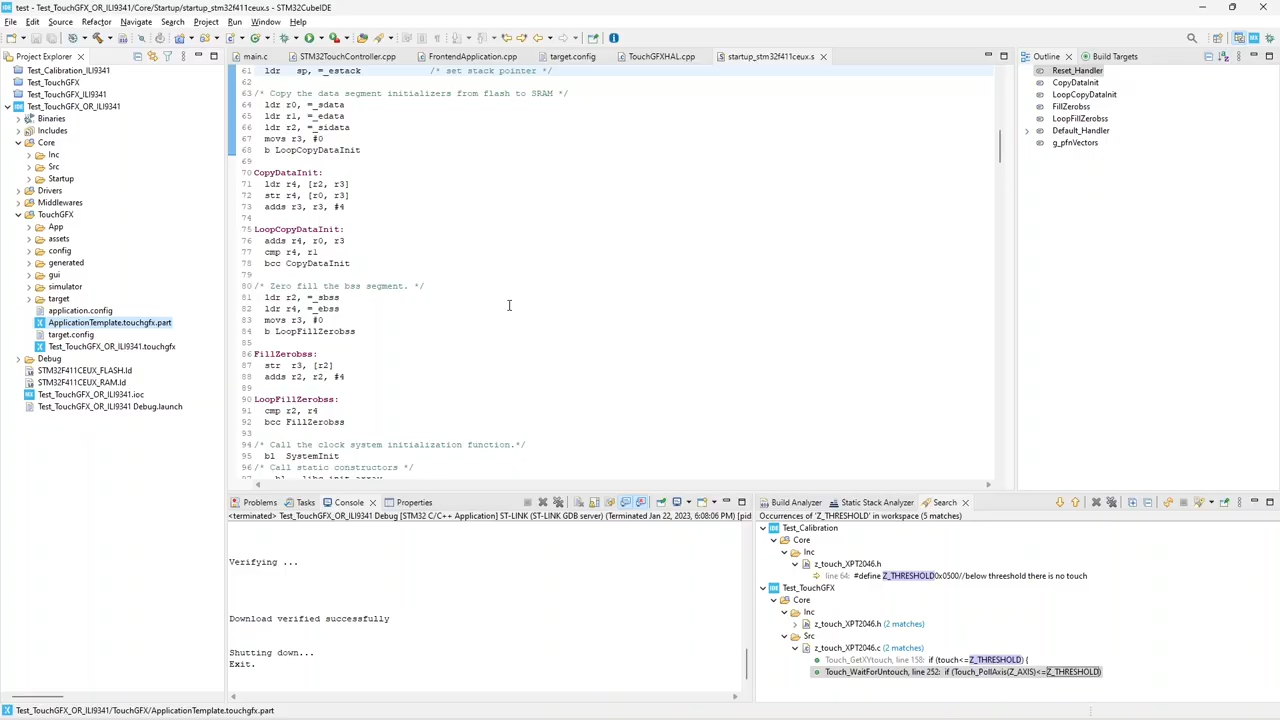 test - Test_TouchGFX_OR_ILI9341/Core/Startup/startup_stm32f411ceux.s - STM32CubeIDE
File Edit Source Refactor Navigate Search Project Run Window Help
Project Explorer
main.c STM32TouchController.cpp FrontendApplication.cpp target.config TouchGFXHAL.cpp startup_stm32f411ceux.s
Outline Build Targets
Test_Calibration_ILI9341
Test_TouchGFX
Test_TouchGFX_ILI9341
Test_TouchGFX_OR_ILI9341
Binaries
Includes
Core
Inc
Src
Startup
Drivers
Middlewares
TouchGFX
App
assets
config
generated
gui
simulator
target
application.config
ApplicationTemplate.touchgfx.part
target.config
Test_TouchGFX_OR_ILI9341.touchgfx
Debug
STM32F411CEUX_FLASH.ld
STM32F411CEUX_RAM.ld
Test_TouchGFX_OR_ILI9341.ioc
Test_TouchGFX_OR_ILI9341 Debug.launch
61 ldr sp, =_estack /* set stack pointer */
62
63 /* Copy the data segment initializers from flash to SRAM */
64 ldr r0, =_sdata
65 ldr r1, =_edata
66 ldr r2, =_sidata
67 movs r3, #0
68 b LoopCopyDataInit
69
70 CopyDataInit:
71 ldr r4, [r2, r3]
72 str r4, [r0, r3]
73 adds r3, r3, #4
74
75 LoopCopyDataInit:
76 adds r4, r0, r3
77 cmp r4, r1
78 bcc CopyDataInit
79
80 /* Zero fill the bss segment. */
81 ldr r2, =_sbss
82 ldr r4, =_ebss
83 movs r3, #0
84 b LoopFillZerobss
85
86 FillZerobss:
87 str r3, [r2]
88 adds r2, r2, #4
89
90 LoopFillZerobss:
91 cmp r2, r4
92 bcc FillZerobss
93
94 /* Call the clock system initialization function.*/
95 bl SystemInit
96 /* Call static constructors */
Reset_Handler
CopyDataInit
LoopCopyDataInit
FillZerobss
LoopFillZerobss
Default_Handler
g_pfnVectors
Problems Tasks Console Properties
<terminated> Test_TouchGFX_OR_ILI9341 Debug [STM32 C/C++ Application] ST-LINK (ST-LINK GDB server) (Terminated Jan 22, 2023, 6:08:06 PM) [pid
Verifying ...
Download verified successfully
Shutting down...
Exit.
Build Analyzer Static Stack Analyzer Search
Occurrences of 'Z_THRESHOLD' in workspace (5 matches)
Test_Calibration
Core
Inc
z_touch_XPT2046.h
line 64: #define Z_THRESHOLD0x0500//below threeshold there is no touch
Test_TouchGFX
Core
Inc
z_touch_XPT2046.h (2 matches)
Src
z_touch_XPT2046.c (2 matches)
Touch_GetXYtouch, line 158: if (touch<=Z_THRESHOLD) {
Touch_WaitForUntouch, line 252: if (Touch_PollAxis(Z_AXIS)<=Z_THRESHOLD)
Test_TouchGFX_OR_ILI9341/TouchGFX/ApplicationTemplate.touchgfx.part